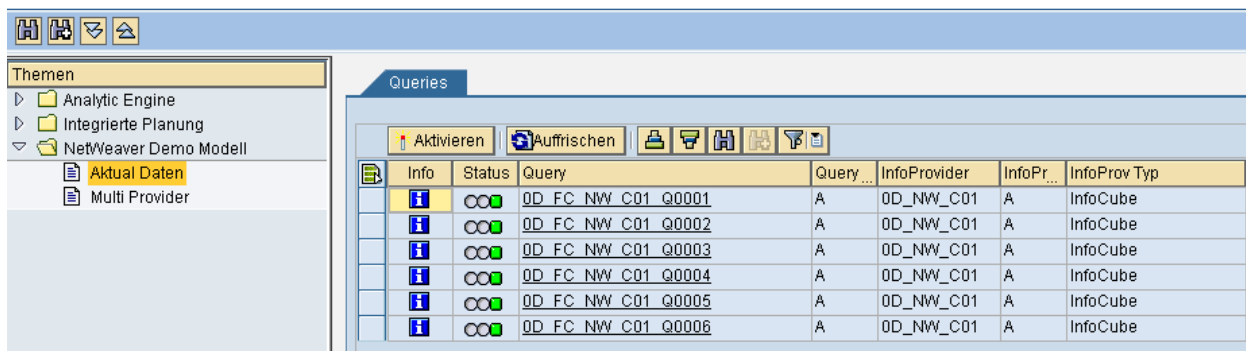 Themen
Analytic Engine
Integrierte Planung
NetWeaver Demo Modell
Aktual Daten
Multi Provider
Queries
Aktivieren Auffrischen
Info Status Query Query ... InfoProvider InfoPr... InfoProv Typ
0D_FC_NW_C01_Q0001 A 0D_NW_C01 A InfoCube
0D_FC_NW_C01_Q0002 A 0D_NW_C01 A InfoCube
0D_FC_NW_C01_Q0003 A 0D_NW_C01 A InfoCube
0D_FC_NW_C01_Q0004 A 0D_NW_C01 A InfoCube
0D_FC_NW_C01_Q0005 A 0D_NW_C01 A InfoCube
0D_FC_NW_C01_Q0006 A 0D_NW_C01 A InfoCube